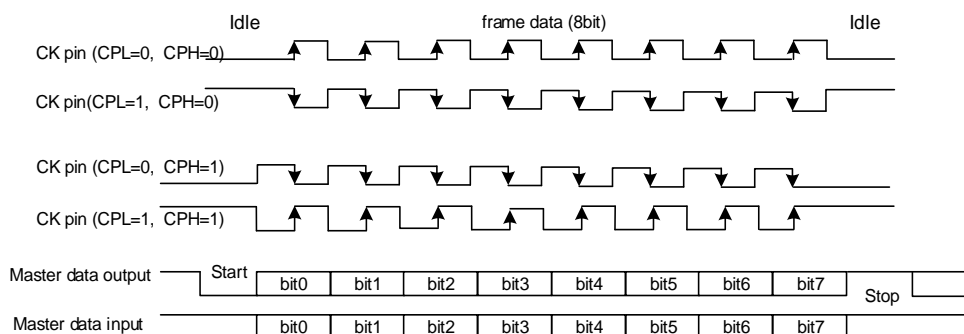 Idle frame data (8bit) Idle
CK pin (CPL=0, CPH=0)
CK pin(CPL=1, CPH=0)
CK pin (CPL=0, CPH=1)
CK pin (CPL=1, CPH=1)
Master data output Start bit0 bit1 bit2 bit3 bit4 bit5 bit6 bit7 Stop
Master data input bit0 bit1 bit2 bit3 bit4 bit5 bit6 bit7